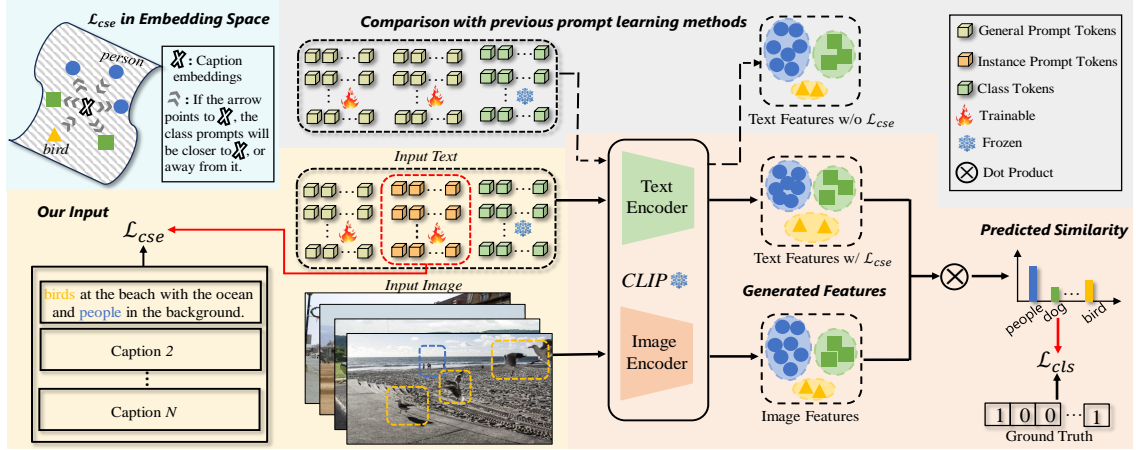 ℒcse in Embedding Space
person
bird
X : Caption
embeddings
: If the arrow
points to X, the
class prompts will
be closer to X, or
away from it.
Comparison with previous prompt learning methods
Text Features w/o ℒcse
General Prompt Tokens
Instance Prompt Tokens
Class Tokens
Trainable
Frozen
Dot Product
Input Text
Our Input
ℒcse
birds at the beach with the ocean
and people in the background.
Caption 2
Caption N
Input Image
Text
Encoder
CLIP
Image
Encoder
Text Features w/ ℒcse
Generated Features
Image Features
Predicted Similarity
people
dog
bird
ℒcls
1 0 0 ··· 1
Ground Truth